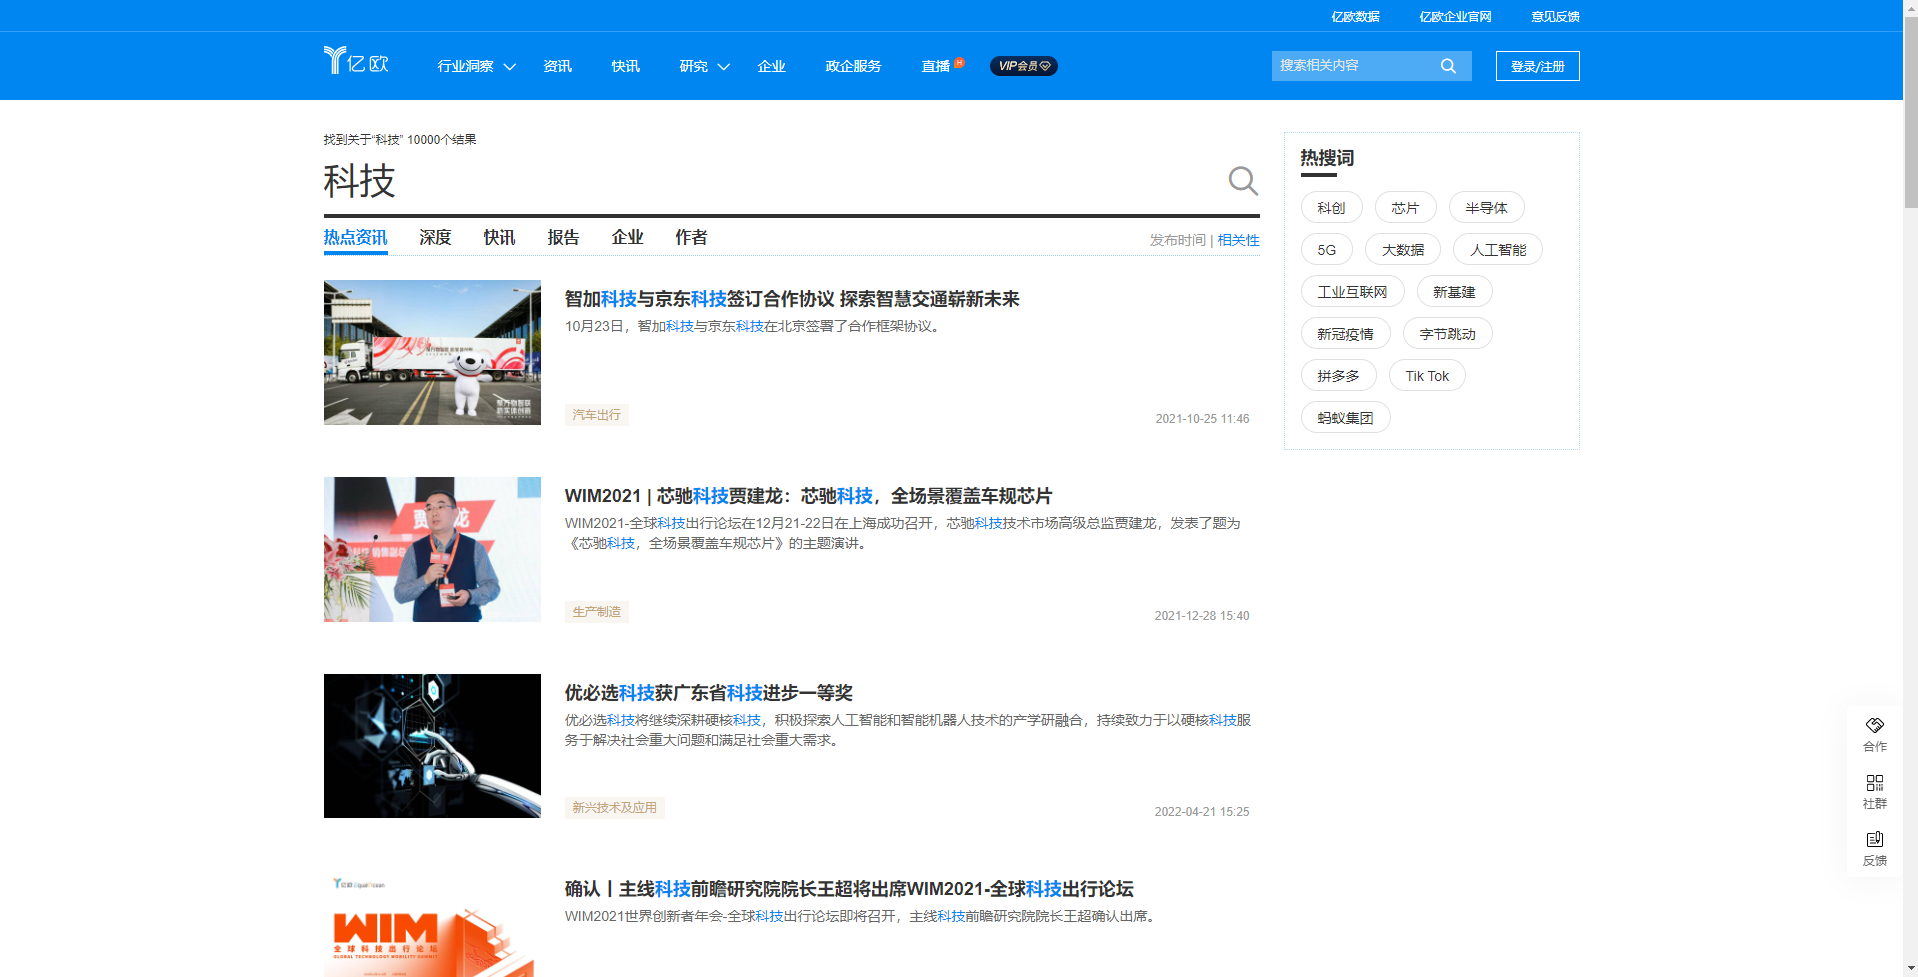 亿欧数据 亿欧企业官网 意见反馈
亿欧 行业洞察 资讯 快讯 研究 企业 政企服务 直播 H VIP会员 搜索相关内容 登录/注册
找到关于“科技” 10000个结果
科技
热点资讯 深度 快讯 报告 企业 作者 发布时间 | 相关性
智加科技与京东科技签订合作协议 探索智慧交通崭新未来
10月23日，智加科技与京东科技在北京签署了合作框架协议。
汽车出行 2021-10-25 11:46
WIM2021 | 芯驰科技贾建龙：芯驰科技，全场景覆盖车规芯片
WIM2021-全球科技出行论坛在12月21-22日在上海成功召开，芯驰科技技术市场高级总监贾建龙，发表了题为
《芯驰科技，全场景覆盖车规芯片》的主题演讲。
生产制造 2021-12-28 15:40
优必选科技获广东省科技进步一等奖
优必选科技将继续深耕硬核科技，积极探索人工智能和智能机器人技术的产学研融合，持续致力于以硬核科技服
务于解决社会重大问题和满足社会重大需求。
新兴技术及应用 2022-04-21 15:25
亿欧 EqualOcean
WIM
全球科技出行论坛
GLOBAL TECHNOLOGY MOBILITY SUMMIT
确认丨主线科技前瞻研究院院长王超将出席WIM2021-全球科技出行论坛
WIM2021世界创新者年会-全球科技出行论坛即将召开，主线科技前瞻研究院院长王超确认出席。
热搜词
科创 芯片 半导体
5G 大数据 人工智能
工业互联网 新基建
新冠疫情 字节跳动
拼多多 Tik Tok
蚂蚁集团
合作
社群
反馈